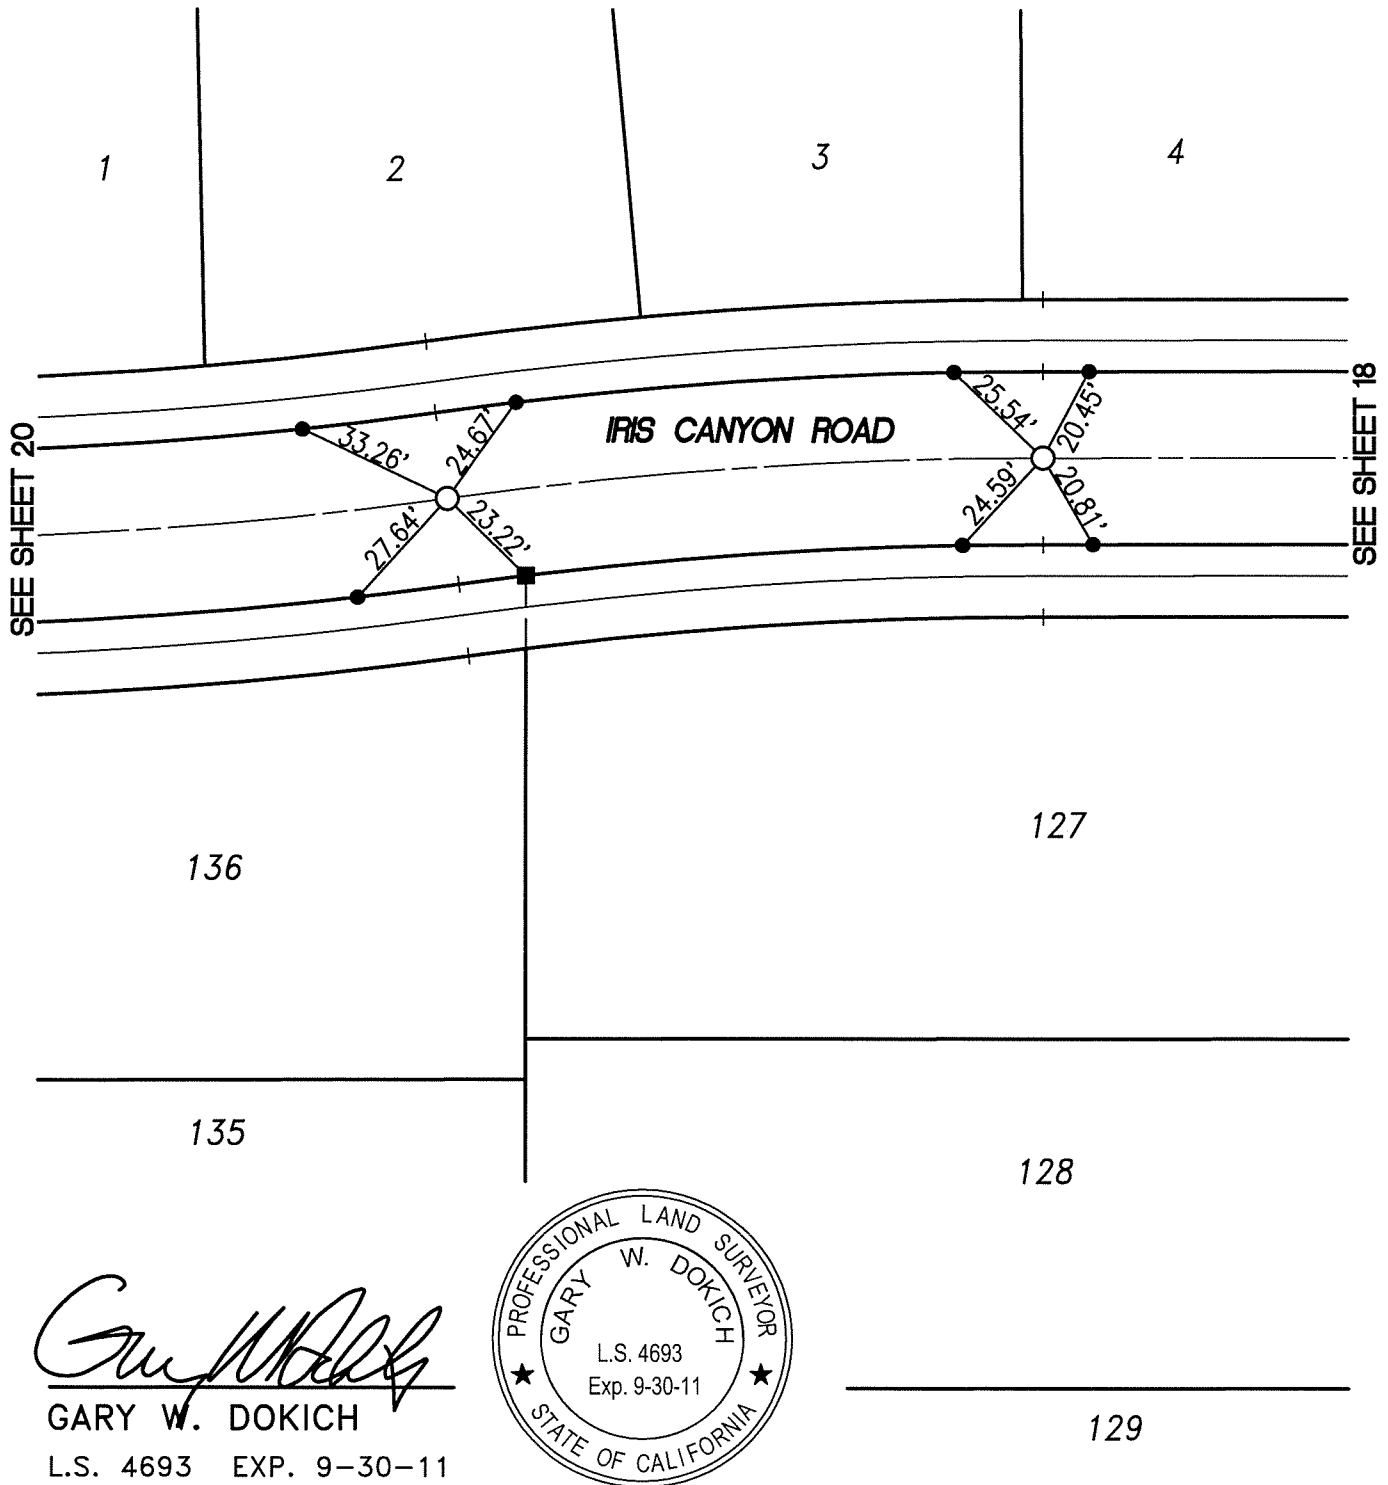 1
2
3
4
SEE SHEET 20
33.26'
24.67'
27.64'
23.22'
IRIS CANYON ROAD
25.54'
20.45'
24.59'
20.81'
SEE SHEET 18
136
127
135
128
GARY W. DOKICH
L.S. 4693 EXP. 9-30-11
PROFESSIONAL LAND SURVEYOR
GARY W. DOKICH
L.S. 4693
Exp. 9-30-11
★ STATE OF CALIFORNIA ★
129